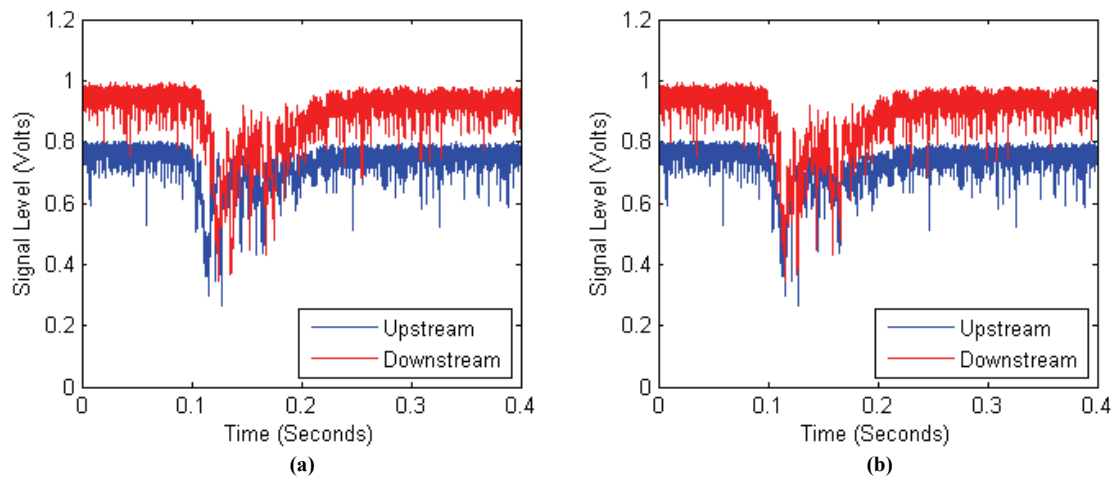 1.2
1
0.8
0.6
0.4
0.2
0
Signal Level (Volts)
Upstream
Downstream
0 0.1 0.2 0.3 0.4
Time (Seconds)
(a)
1.2
1
0.8
0.6
0.4
0.2
0
Signal Level (Volts)
Upstream
Downstream
0 0.1 0.2 0.3 0.4
Time (Seconds)
(b)